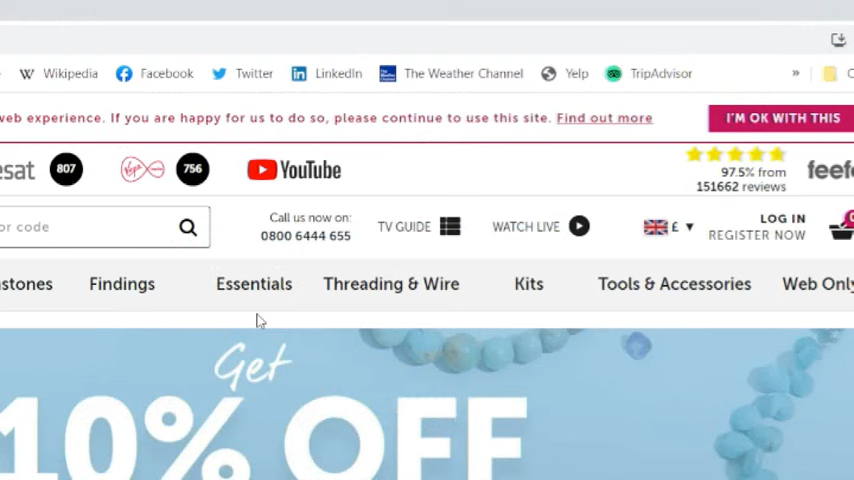 Wikipedia Facebook Twitter LinkedIn The Weather Channel Yelp TripAdvisor »
web experience. If you are happy for us to do so, please continue to use this site. Find out more I'M OK WITH THIS
esat 807 756 YouTube
97.5% from
151662 reviews
feefo
or code
Call us now on:
0800 6444 655
TV GUIDE WATCH LIVE £
LOG IN
REGISTER NOW
stones Findings Essentials Threading & Wire Kits Tools & Accessories Web Only
Get
10% OFF